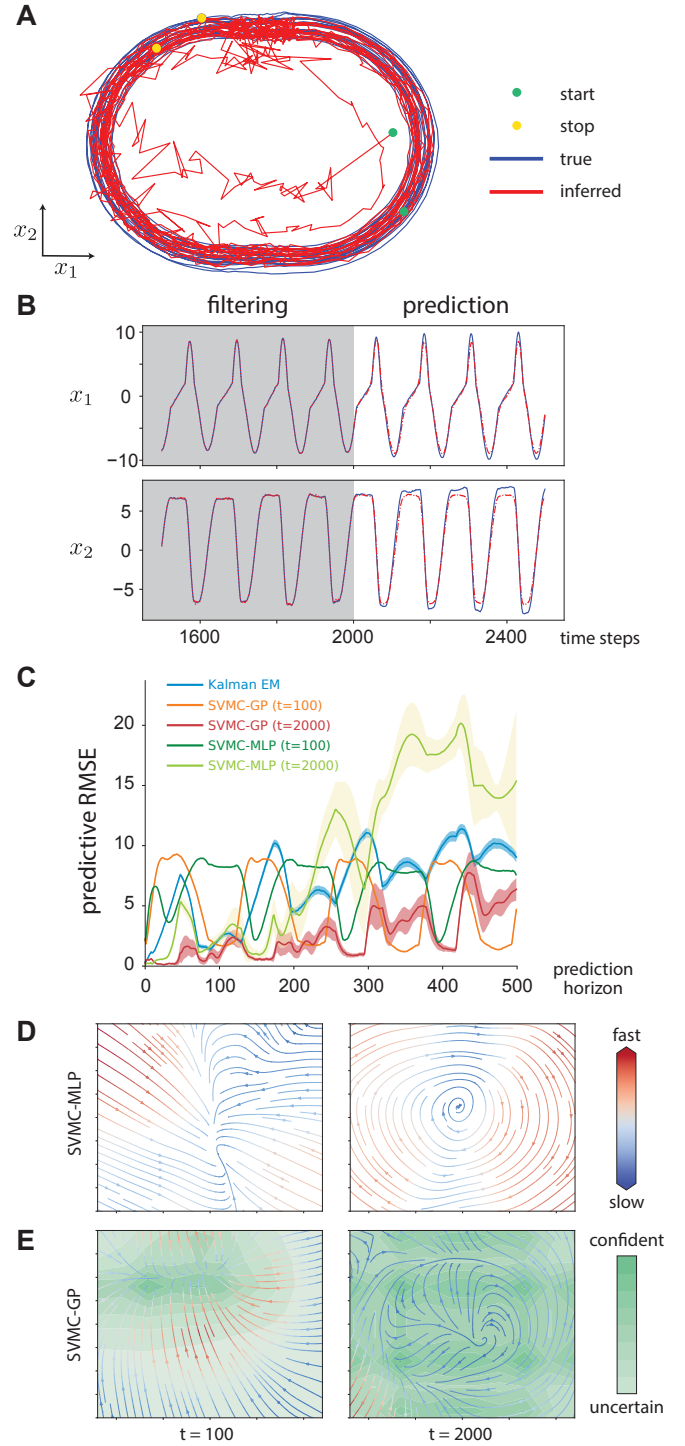 A
start
stop
true
inferred
x₂
x₁
B
filtering prediction
10
x₁
0
−10
5
x₂
0
−5
1600 2000 2400 time steps
C
Kalman EM
SVMC-GP (t=100)
SVMC-GP (t=2000)
SVMC-MLP (t=100)
SVMC-MLP (t=2000)
predictive RMSE
20
15
10
5
0
0 100 200 300 400 500
prediction
horizon
D
SVMC-MLP
fast
slow
E
SVMC-GP
confident
uncertain
t = 100 t = 2000